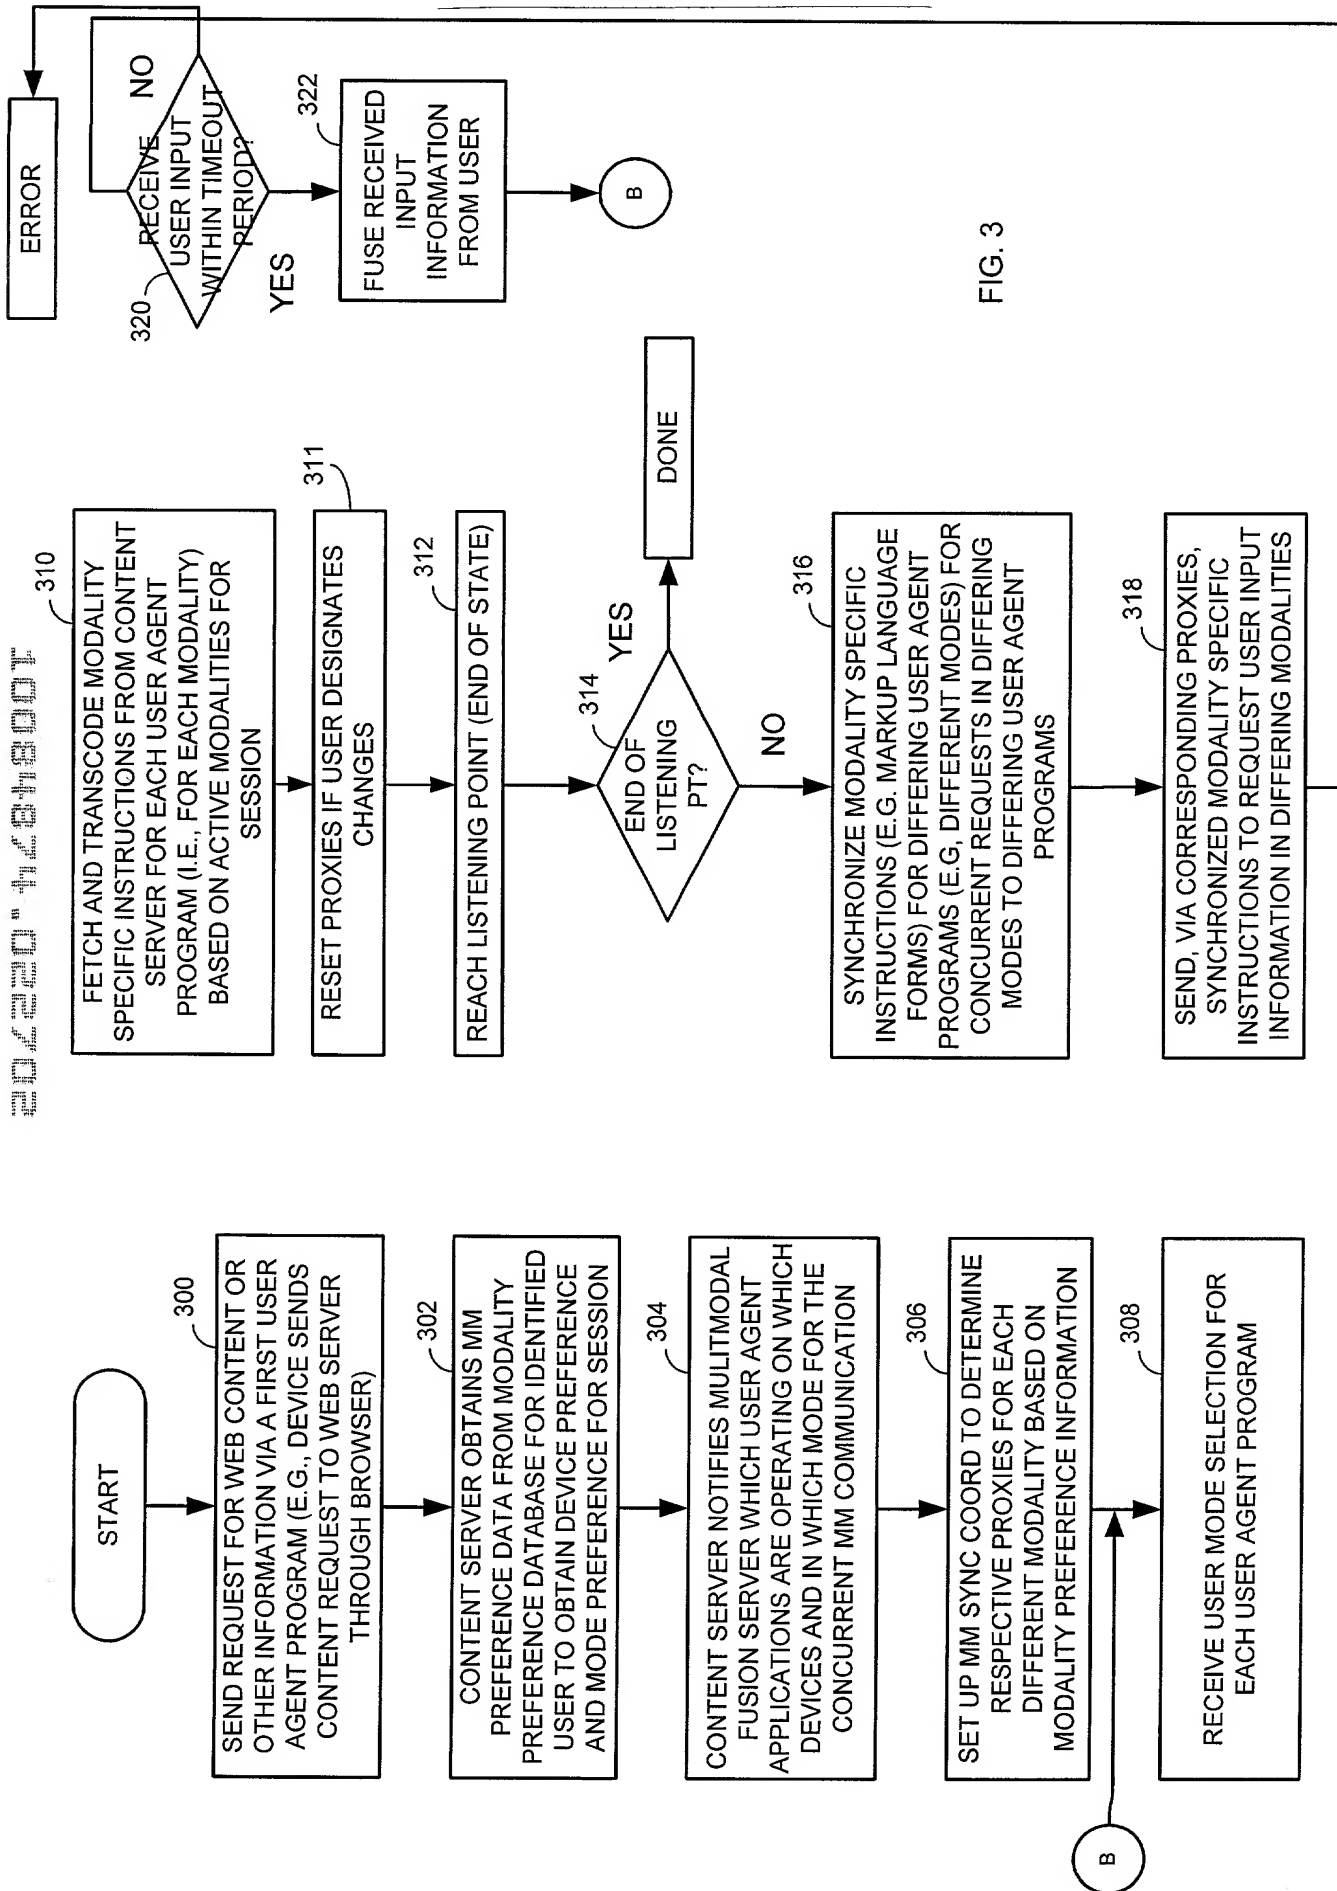 START
300
SEND REQUEST FOR WEB CONTENT OR
OTHER INFORMATION VIA A FIRST USER
AGENT PROGRAM (E.G., DEVICE SENDS
CONTENT REQUEST TO WEB SERVER
THROUGH BROWSER)
302
CONTENT SERVER OBTAINS MM
PREFERENCE DATA FROM MODALITY
PREFERENCE DATABASE FOR IDENTIFIED
USER TO OBTAIN DEVICE PREFERENCE
AND MODE PREFERENCE FOR SESSION
304
CONTENT SERVER NOTIFIES MULITMODAL
FUSION SERVER WHICH USER AGENT
APPLICATIONS ARE OPERATING ON WHICH
DEVICES AND IN WHICH MODE FOR THE
CONCURRENT MM COMMUNICATION
306
SET UP MM SYNC COORD TO DETERMINE
RESPECTIVE PROXIES FOR EACH
DIFFERENT MODALITY BASED ON
MODALITY PREFERENCE INFORMATION
B
308
RECEIVE USER MODE SELECTION FOR
EACH USER AGENT PROGRAM
10084874.022702
310
FETCH AND TRANSCODE MODALITY
SPECIFIC INSTRUCTIONS FROM CONTENT
SERVER FOR EACH USER AGENT
PROGRAM (I.E., FOR EACH MODALITY)
BASED ON ACTIVE MODALITIES FOR
SESSION
311
RESET PROXIES IF USER DESIGNATES
CHANGES
312
REACH LISTENING POINT (END OF STATE)
314
END OF
LISTENING
PT?
YES
DONE
NO
316
SYNCHRONIZE MODALITY SPECIFIC
INSTRUCTIONS (E.G. MARKUP LANGUAGE
FORMS) FOR DIFFERING USER AGENT
PROGRAMS (E.G, DIFFERENT MODES) FOR
CONCURRENT REQUESTS IN DIFFERING
MODES TO DIFFERING USER AGENT
PROGRAMS
318
SEND, VIA CORRESPONDING PROXIES,
SYNCHRONIZED MODALITY SPECIFIC
INSTRUCTIONS TO REQUEST USER INPUT
INFORMATION IN DIFFERING MODALITIES
ERROR
NO
320
RECEIVE
USER INPUT
WITHIN TIMEOUT
PERIOD?
YES
322
FUSE RECEIVED
INPUT
INFORMATION
FROM USER
B
FIG. 3